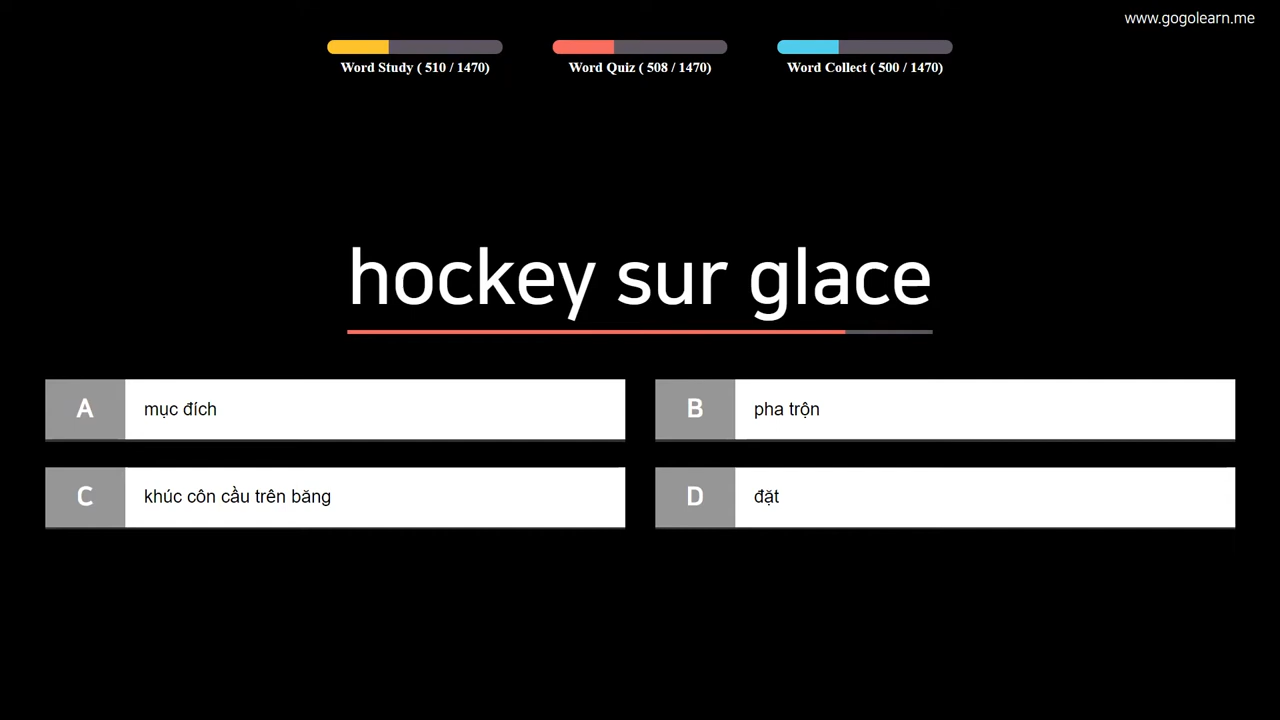 www.gogolearn.me
Word Study ( 510 / 1470)
Word Quiz ( 508 / 1470)
Word Collect ( 500 / 1470)
hockey sur glace
A mục đích
B pha trộn
C khúc côn cầu trên băng
D đặt